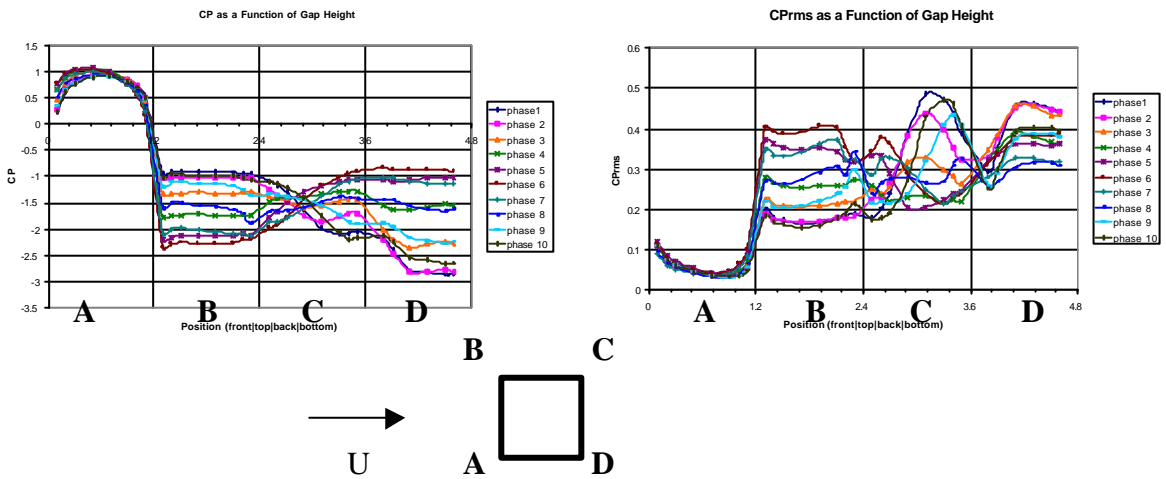 CP as a Function of Gap Height
1.5
1
0.5
0
-0.5
-1
-1.5
-2
-2.5
-3
-3.5
CP
0 1.2 2.4 3.6 4.8
A B C D
Position (front|top|back|bottom)
phase1
phase 2
phase 3
phase 4
phase 5
phase 6
phase 7
phase 8
phase 9
phase 10
CPrms as a Function of Gap Height
0.6
0.5
0.4
0.3
0.2
0.1
0
CPrms
0 1.2 2.4 3.6 4.8
A B C D
Position (front|top|back|bottom)
phase1
phase 2
phase 3
phase 4
phase 5
phase 6
phase 7
phase 8
phase 9
phase 10
B C
U A D